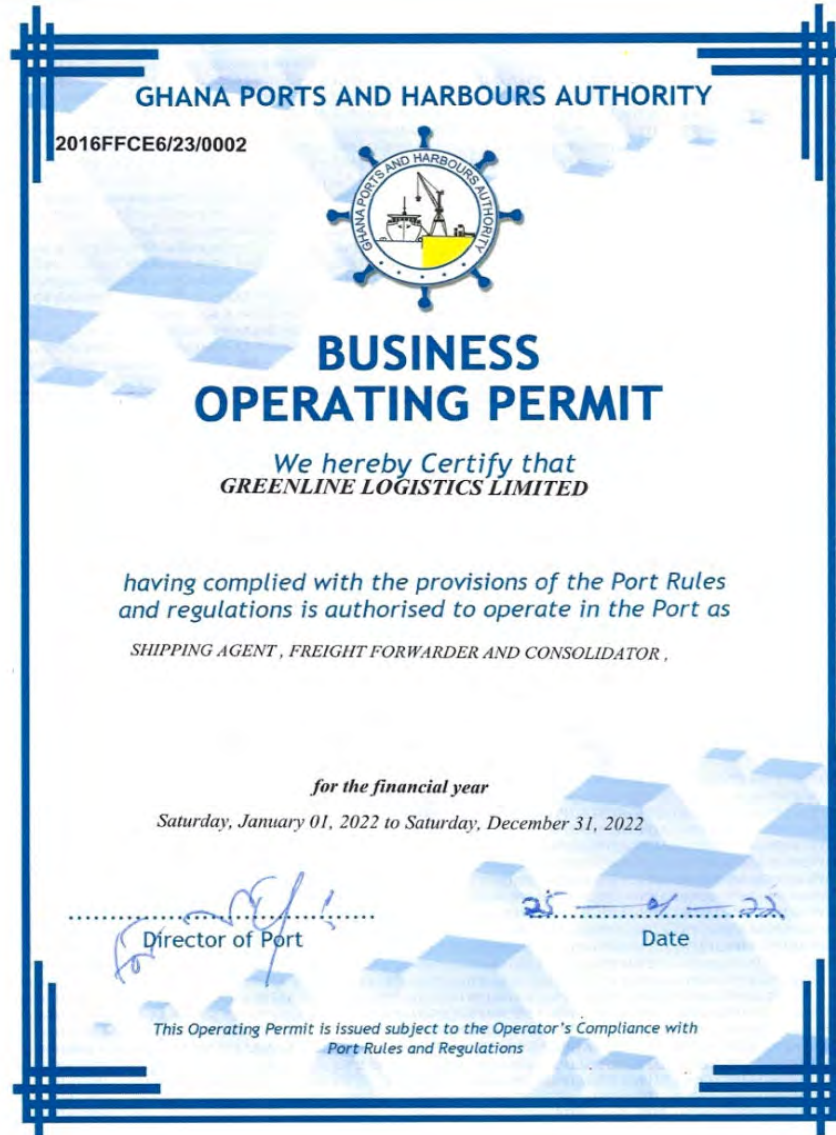 GHANA PORTS AND HARBOURS AUTHORITY
2016FFCE6/23/0002
GHANA PORTS AND HARBOURS AUTHORITY
BUSINESS
OPERATING PERMIT
We hereby Certify that
GREENLINE LOGISTICS LIMITED
having complied with the provisions of the Port Rules
and regulations is authorised to operate in the Port as
SHIPPING AGENT , FREIGHT FORWARDER AND CONSOLIDATOR ,
for the financial year
Saturday, January 01, 2022 to Saturday, December 31, 2022
For
Director of Port
25 — 01 — 22
Date
This Operating Permit is issued subject to the Operator's Compliance with
Port Rules and Regulations